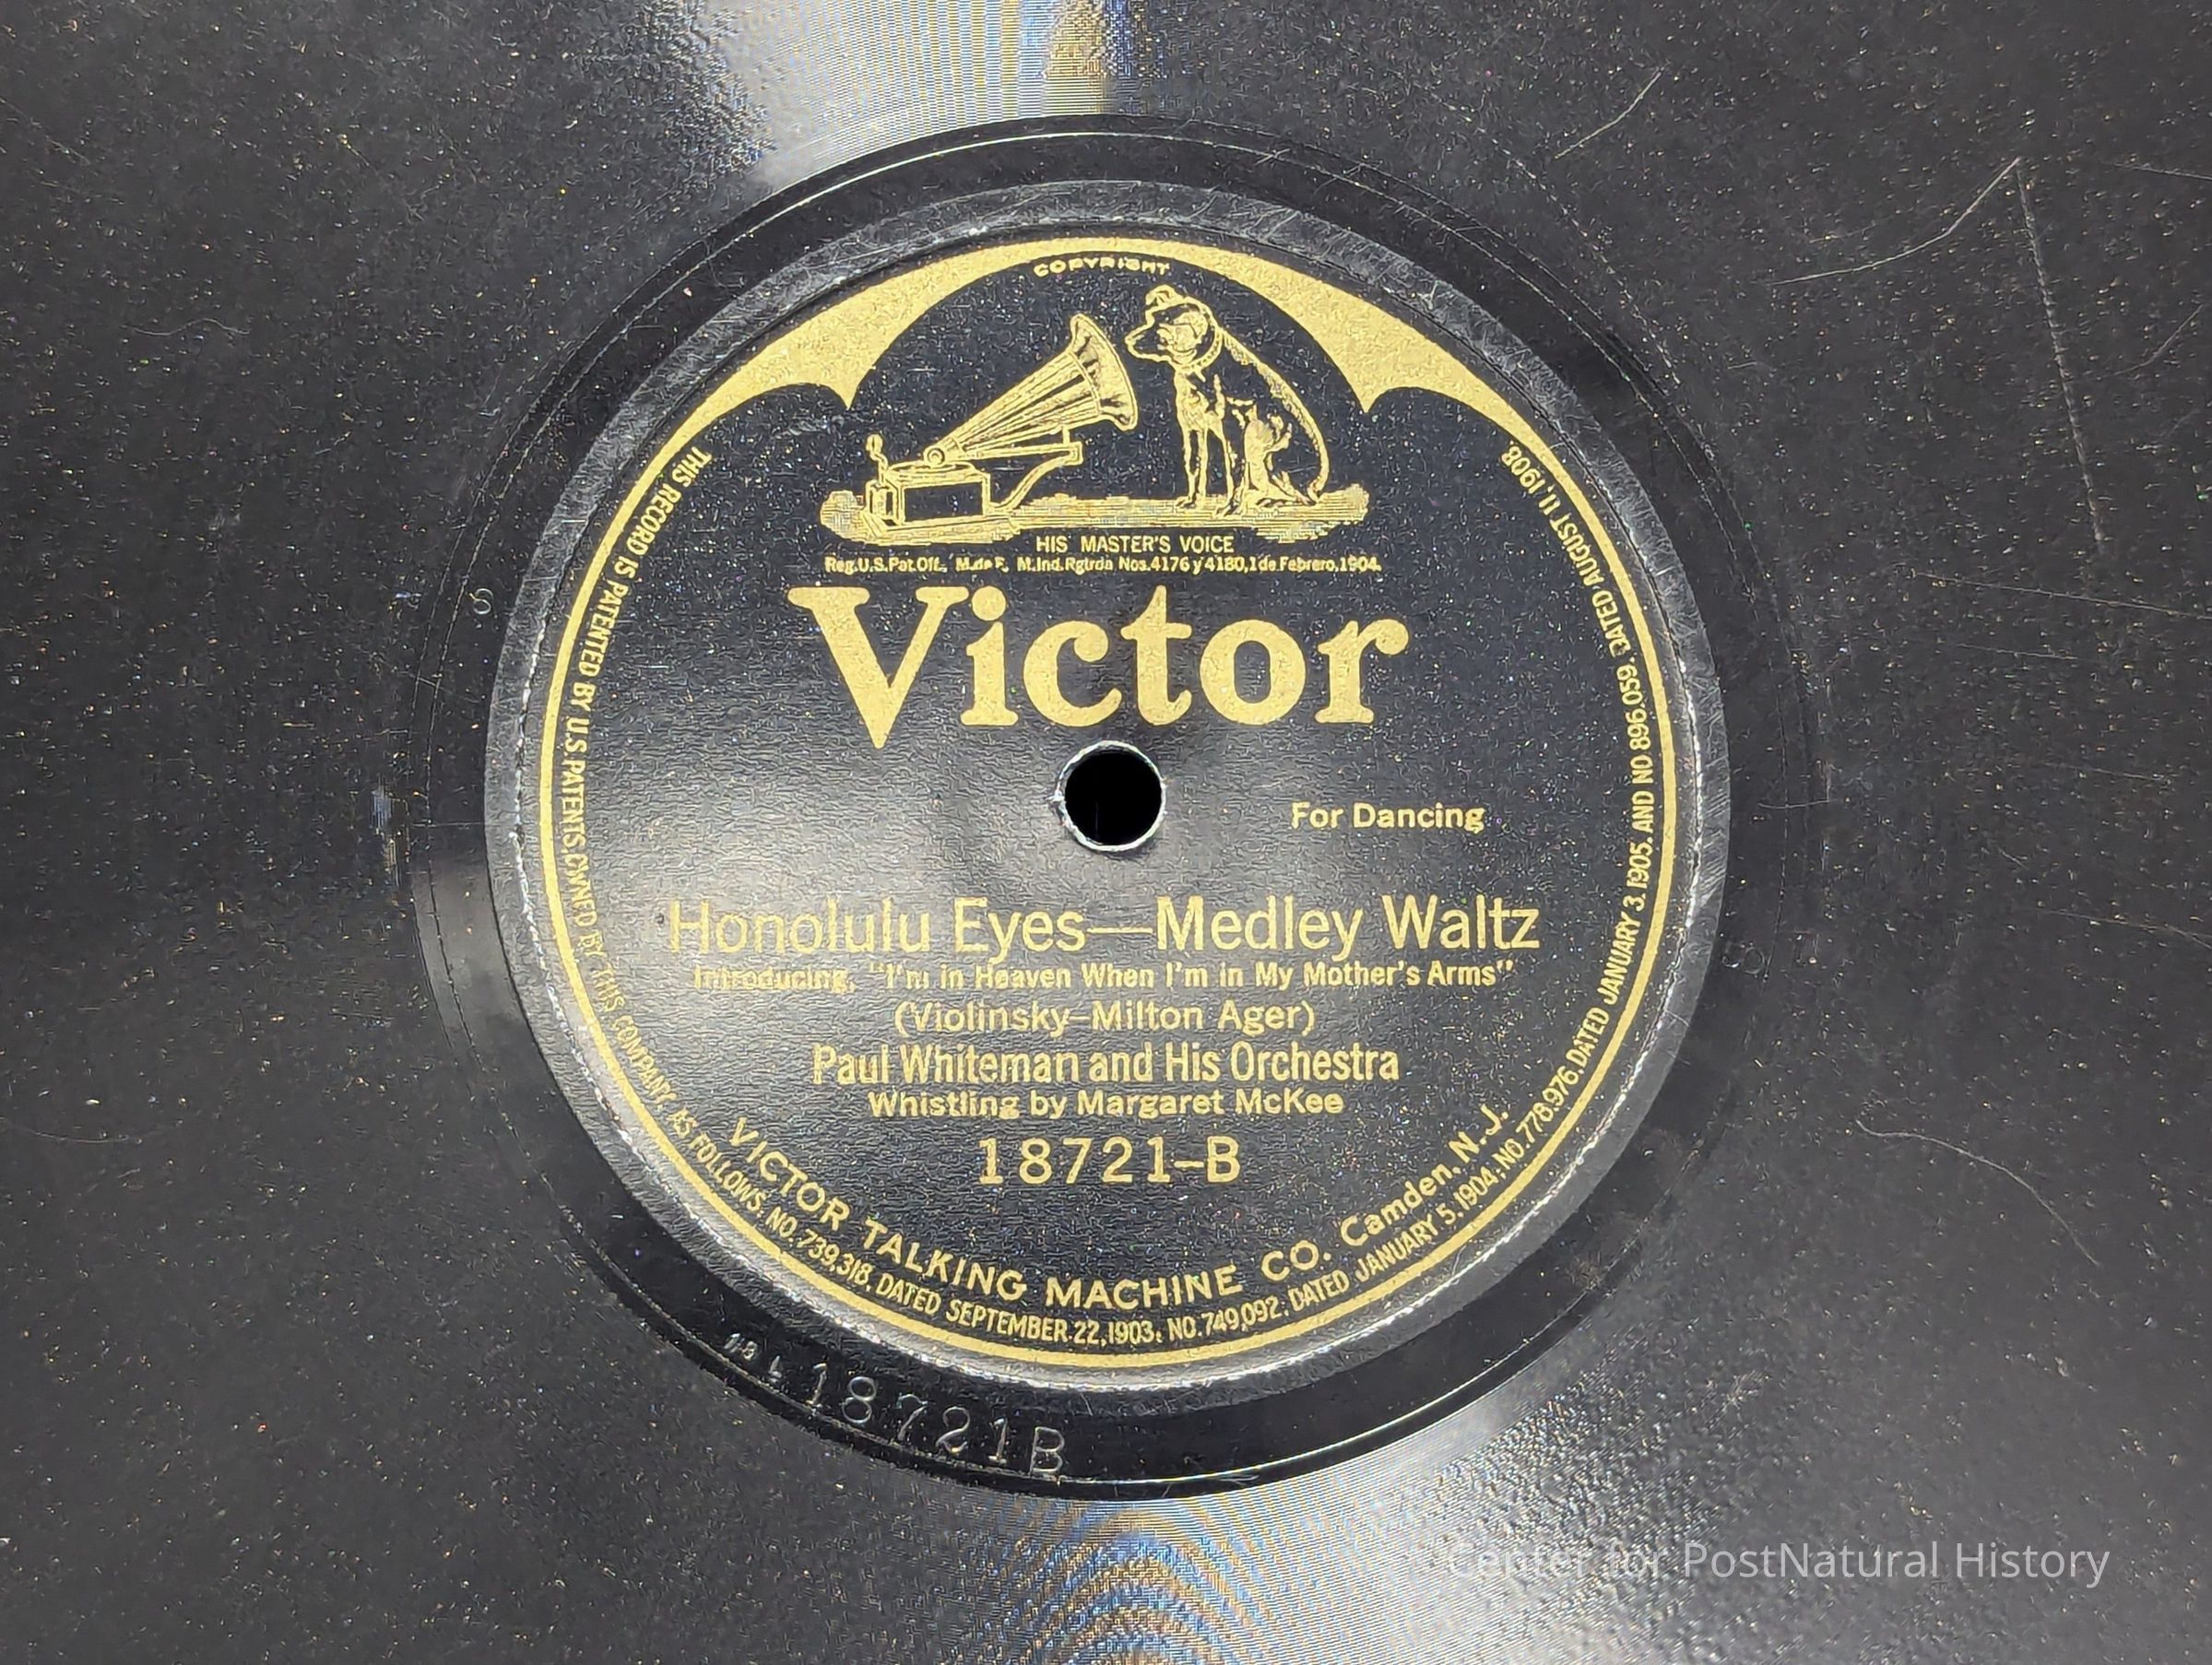 COPYRIGHT
HIS MASTER'S VOICE
Reg.U.S.Pat.Off., M.de F. M.Ind.Rgtrda Nos.4176 y 4180,1 de Febrero,1904.
Victor
For Dancing
Honolulu Eyes—Medley Waltz
Introducing, "I'm in Heaven When I'm in My Mother's Arms"
(Violinsky–Milton Ager)
Paul Whiteman and His Orchestra
Whistling by Margaret McKee
18721–B
VICTOR TALKING MACHINE CO. Camden, N.J.
THIS RECORD IS PATENTED BY U.S. PATENTS, OWNED BY THIS COMPANY, AS FOLLOWS, NO. 739,318, DATED SEPTEMBER 22, 1903; NO. 749,092, DATED JANUARY 5, 1904; NO. 778,976, DATED JANUARY 3, 1905, AND NO 896,059, DATED AUGUST 11, 1908.
6
18721B
Center for PostNatural History